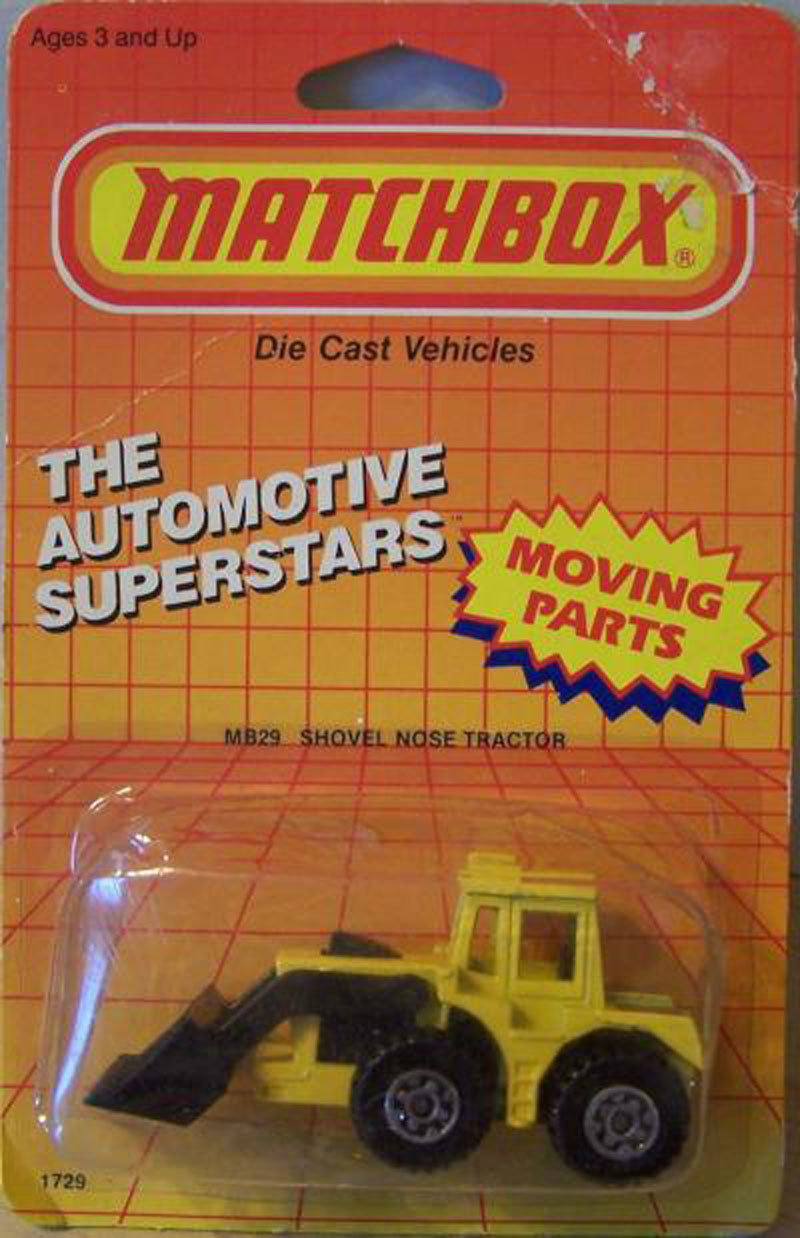 Ages 3 and Up
MATCHBOX®
Die Cast Vehicles
THE
AUTOMOTIVE
SUPERSTARS™
MOVING
PARTS
MB29 SHOVEL NOSE TRACTOR
1729